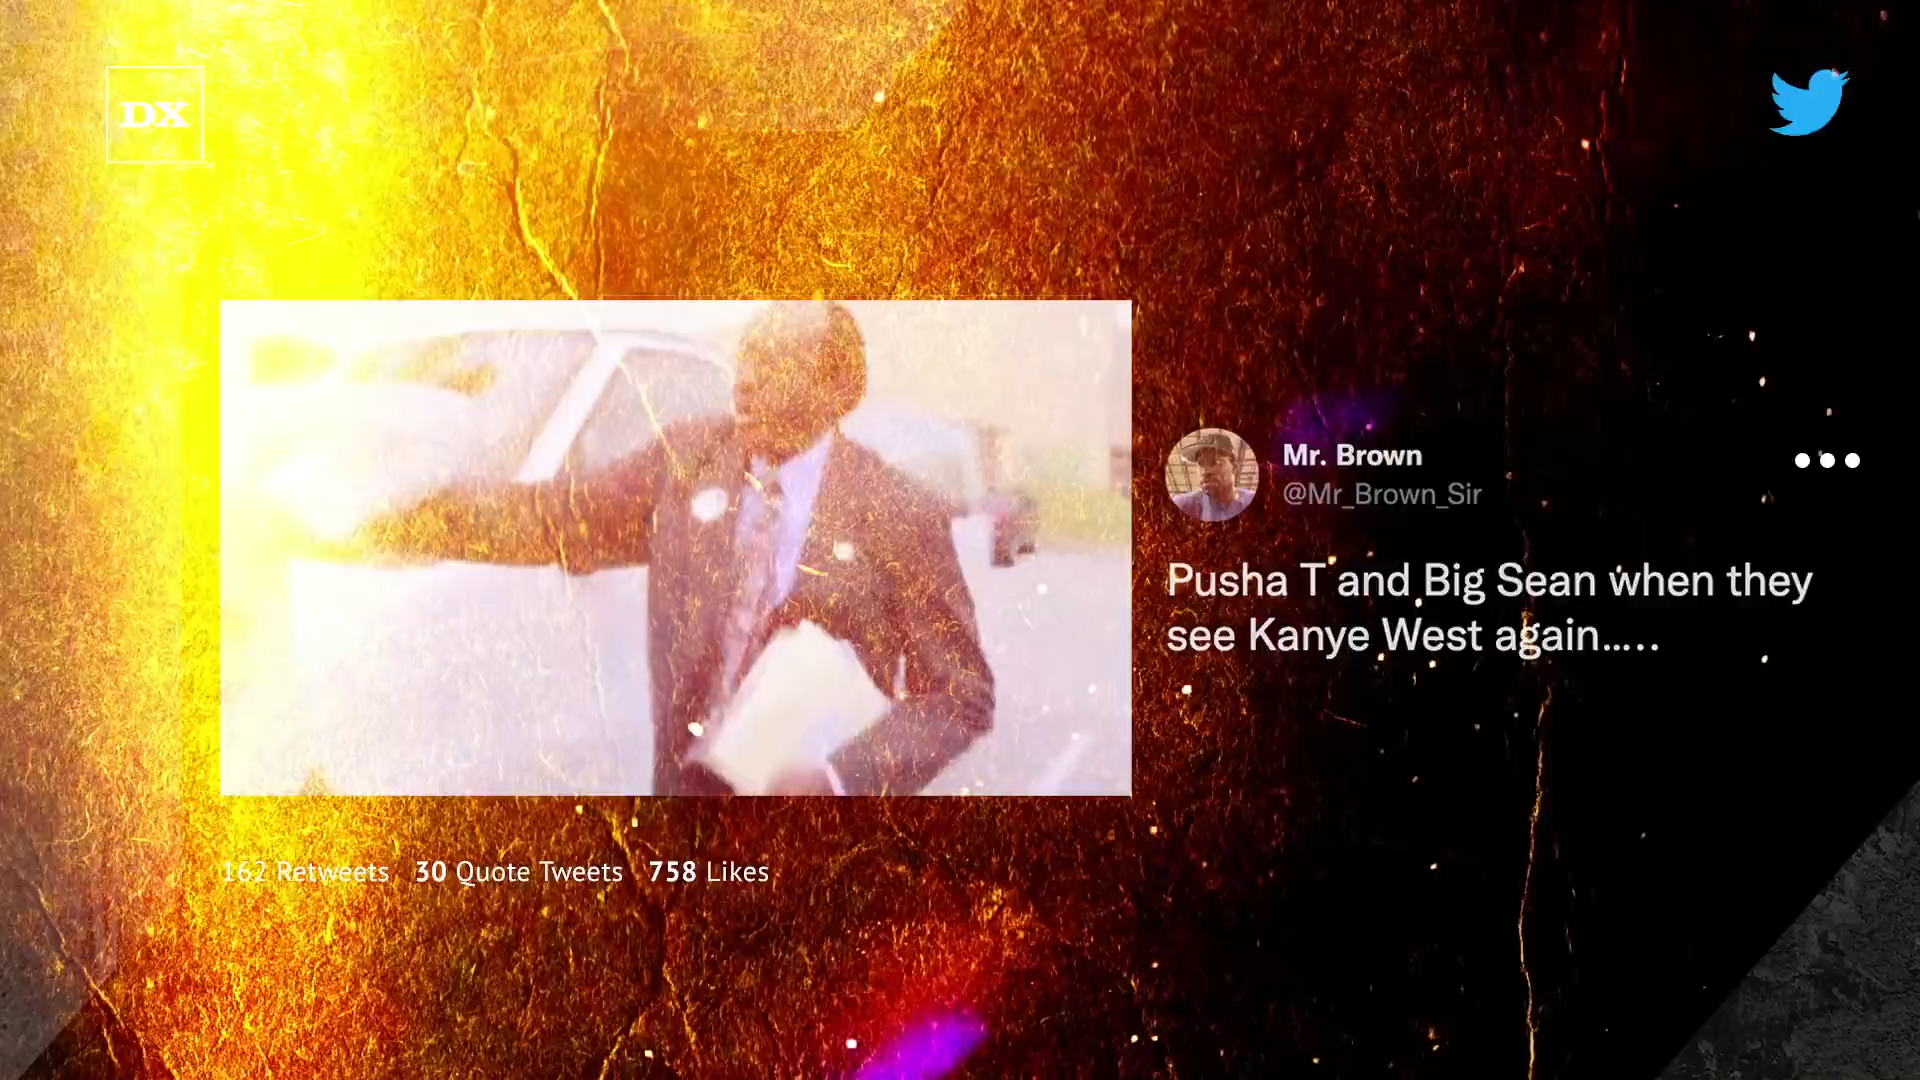 DX
Mr. Brown
@Mr_Brown_Sir
Pusha T and Big Sean when they
see Kanye West again.....
162 Retweets 30 Quote Tweets 758 Likes